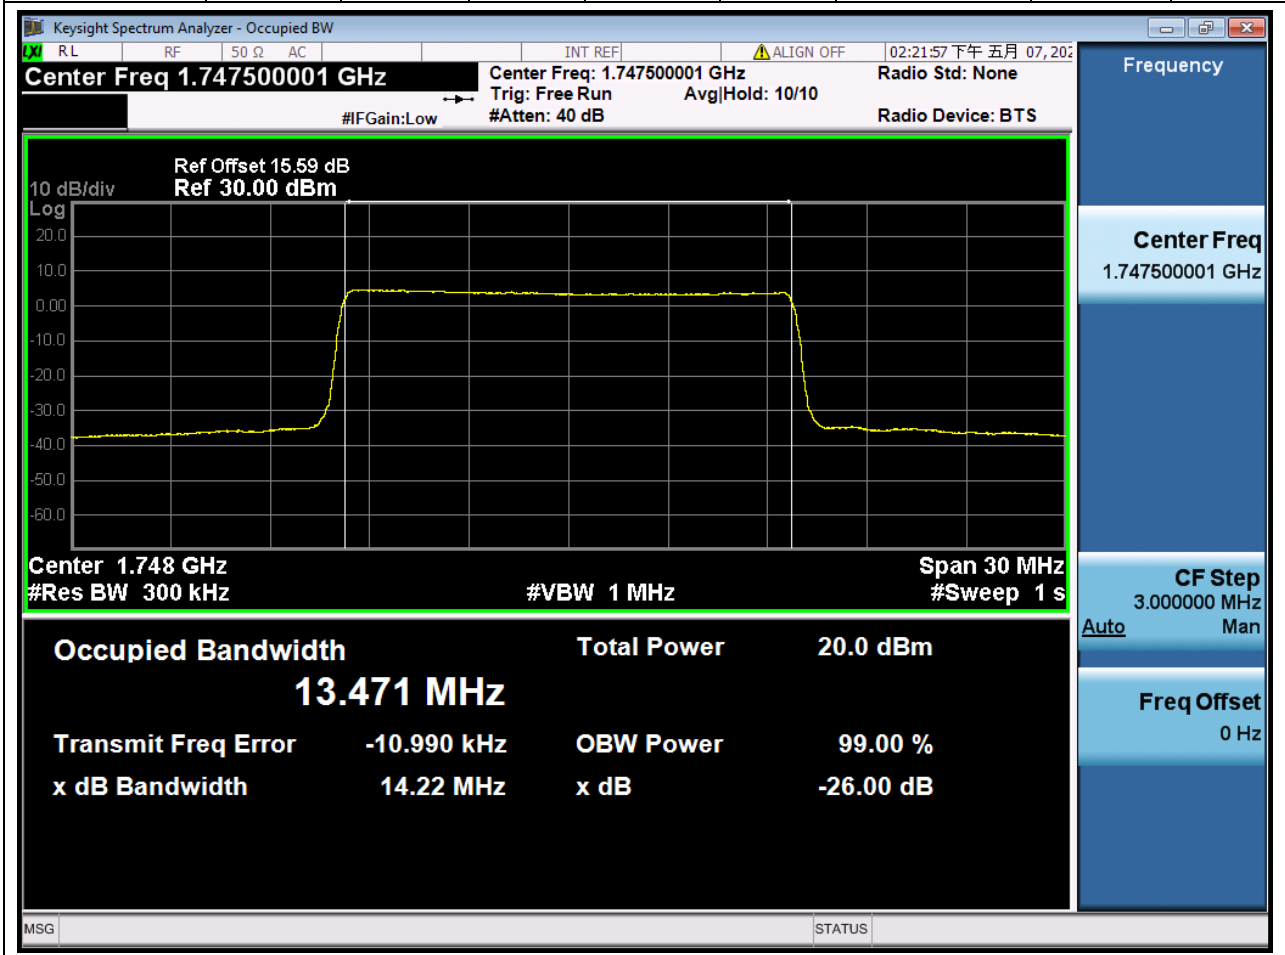 Keysight Spectrum Analyzer - Occupied BW
LXI RL RF 50 Ω AC INT REF ALIGN OFF 02:21:57 下午 五月 07, 202
Center Freq 1.747500001 GHz
Center Freq: 1.747500001 GHz
Radio Std: None
Trig: Free Run Avg|Hold: 10/10
#IFGain:Low
#Atten: 40 dB
Radio Device: BTS
Ref Offset 15.59 dB
10 dB/div Ref 30.00 dBm
Log
20.0
10.0
0.00
-10.0
-20.0
-30.0
-40.0
-50.0
-60.0
Center 1.748 GHz Span 30 MHz
#Res BW 300 kHz #VBW 1 MHz #Sweep 1 s
Occupied Bandwidth Total Power 20.0 dBm
13.471 MHz
Transmit Freq Error -10.990 kHz OBW Power 99.00 %
x dB Bandwidth 14.22 MHz x dB -26.00 dB
Frequency
Center Freq
1.747500001 GHz
CF Step
3.000000 MHz
Auto Man
Freq Offset
0 Hz
MSG STATUS